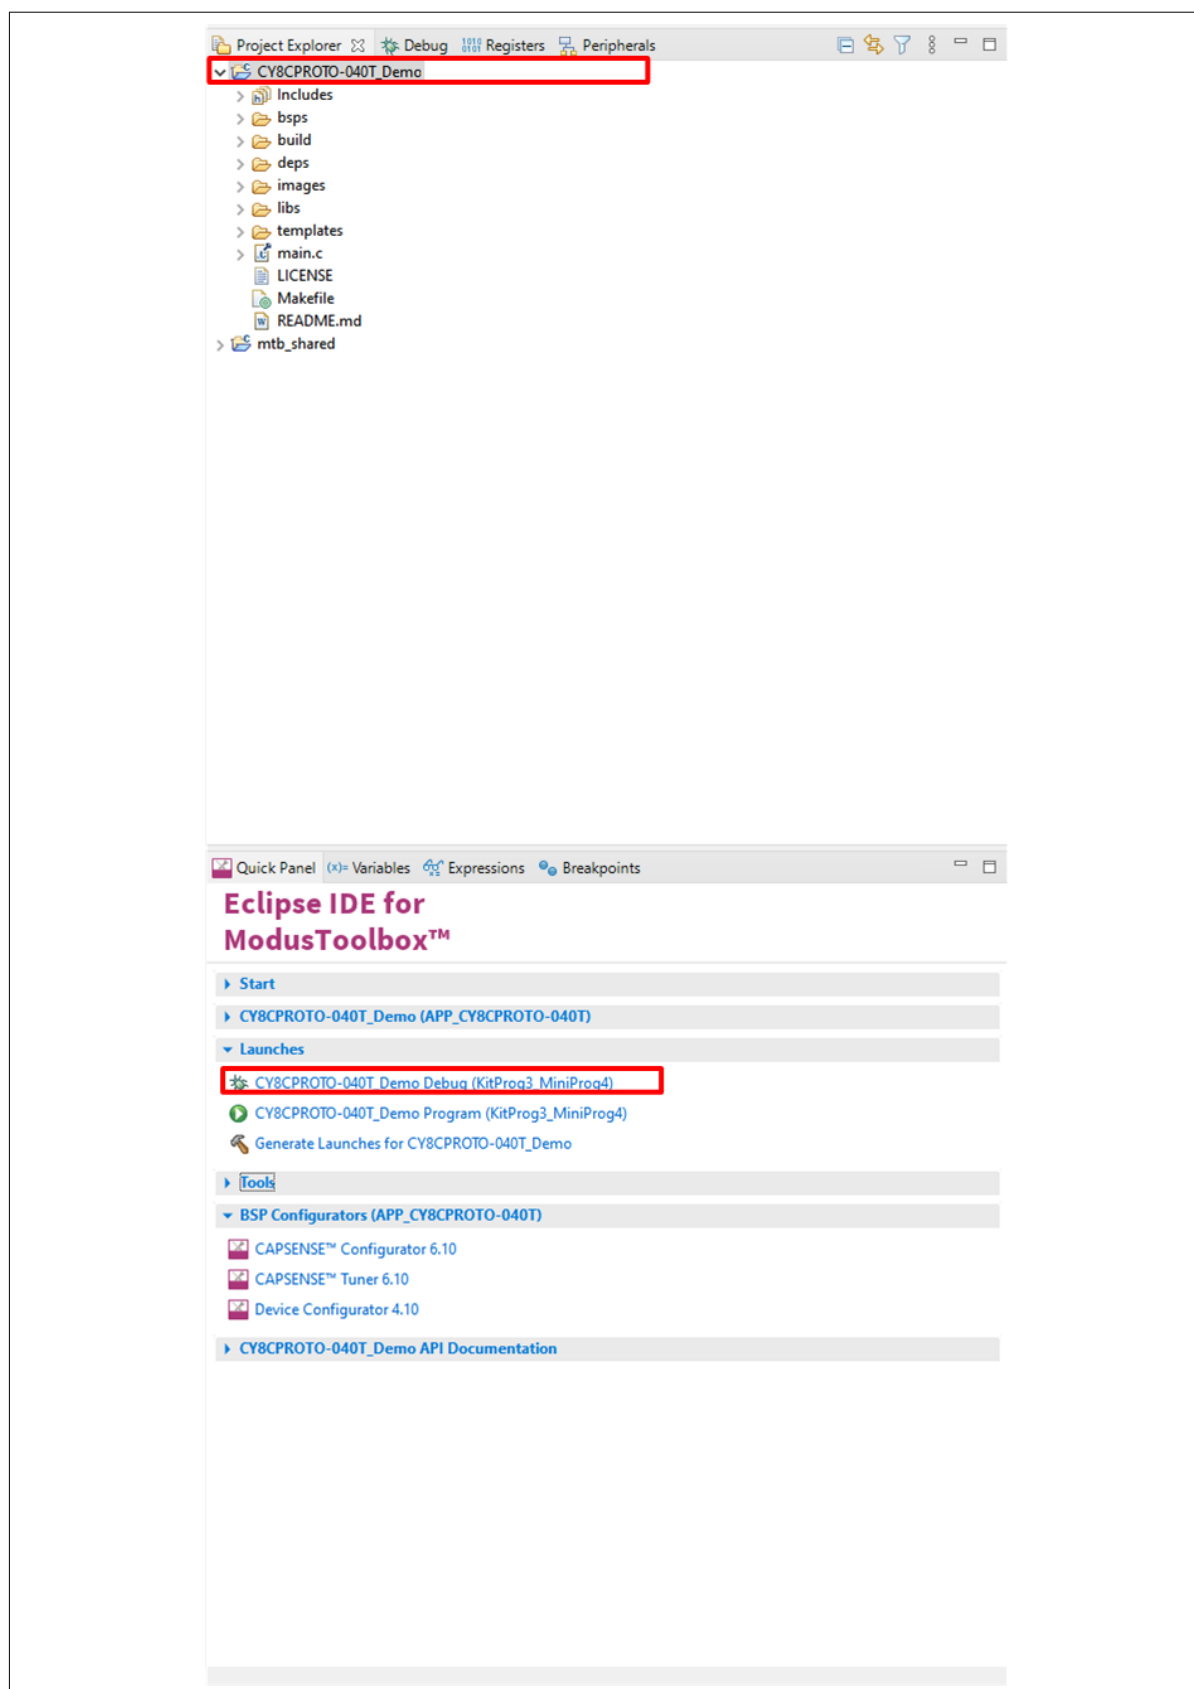 Project Explorer Debug Registers Peripherals
CY8CPROTO-040T_Demo
Includes
bsps
build
deps
images
libs
templates
main.c
LICENSE
Makefile
README.md
mtb_shared
Quick Panel (x)= Variables Expressions Breakpoints
Eclipse IDE for
ModusToolbox™
Start
CY8CPROTO-040T_Demo (APP_CY8CPROTO-040T)
Launches
CY8CPROTO-040T_Demo Debug (KitProg3_MiniProg4)
CY8CPROTO-040T_Demo Program (KitProg3_MiniProg4)
Generate Launches for CY8CPROTO-040T_Demo
Tools
BSP Configurators (APP_CY8CPROTO-040T)
CAPSENSE™ Configurator 6.10
CAPSENSE™ Tuner 6.10
Device Configurator 4.10
CY8CPROTO-040T_Demo API Documentation